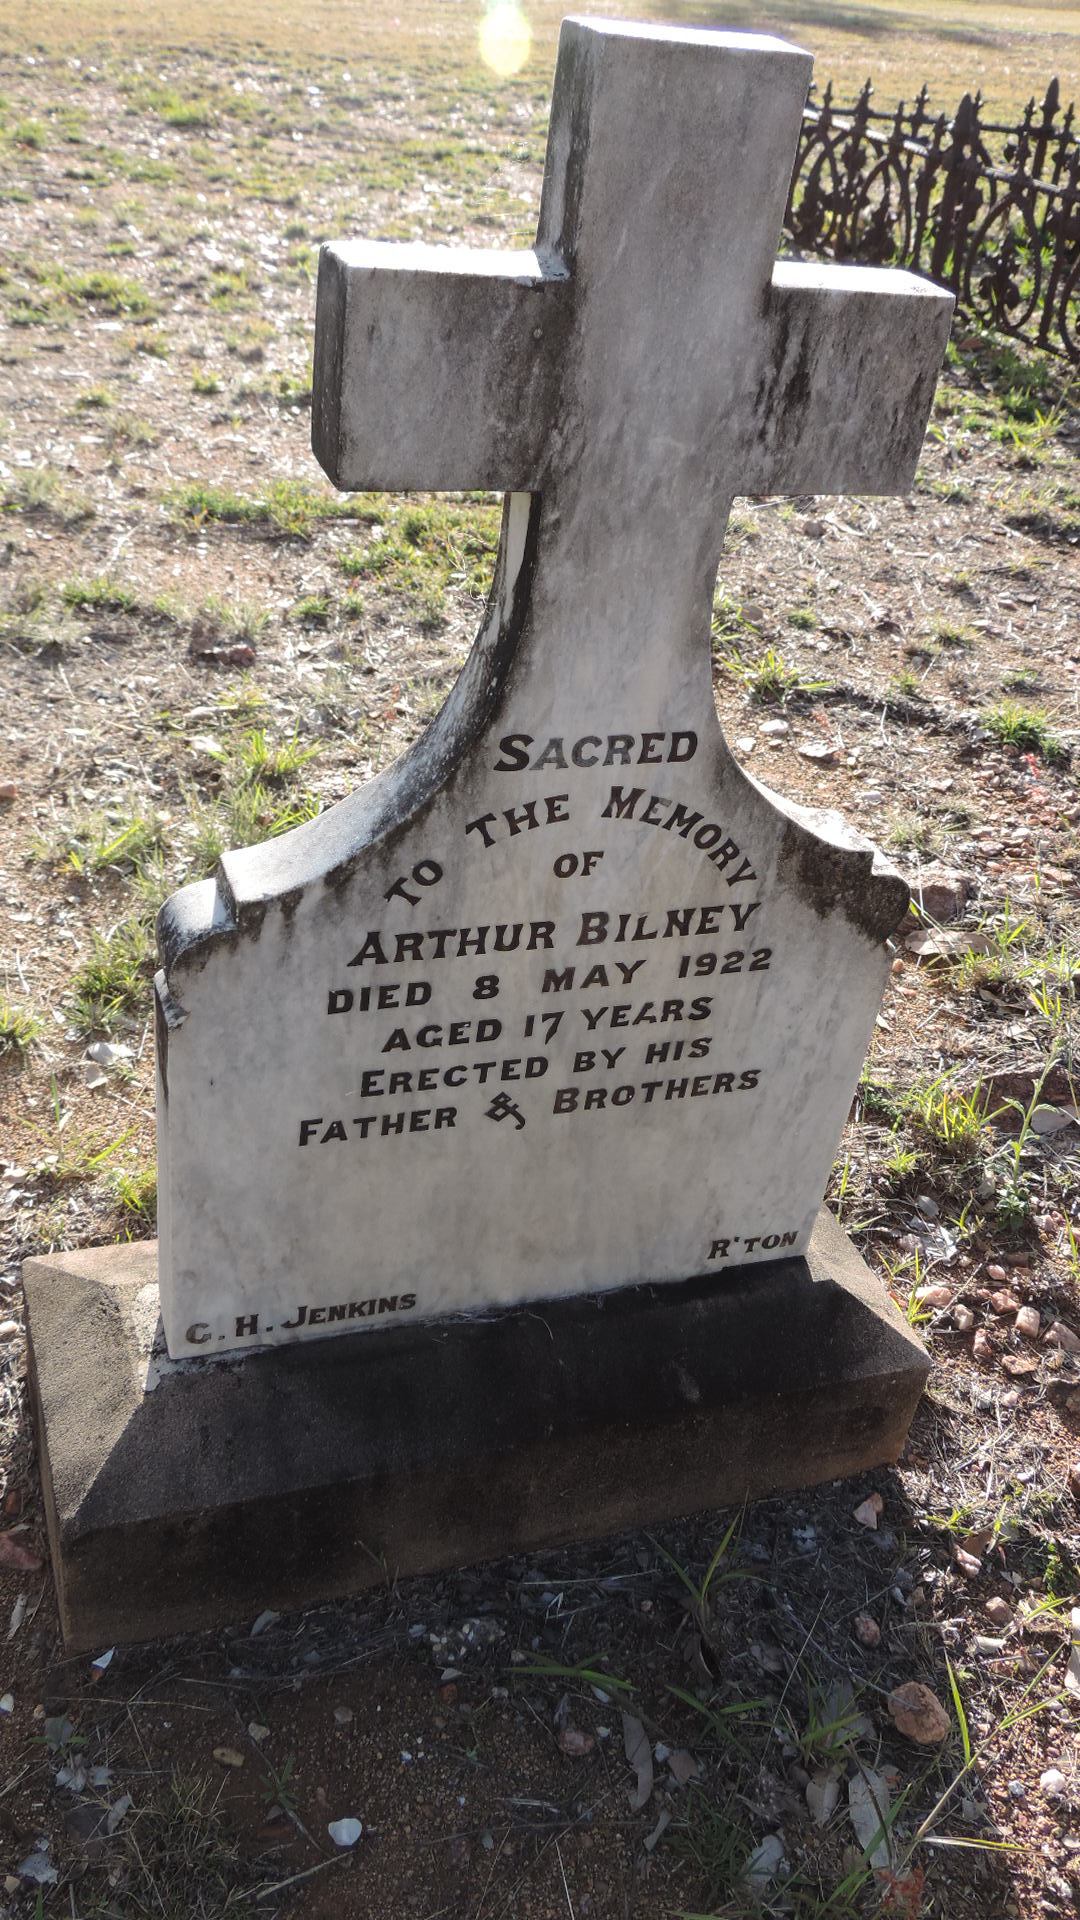 SACRED
TO THE MEMORY
OF
ARTHUR BILNEY
DIED 8 MAY 1922
AGED 17 YEARS
ERECTED BY HIS
FATHER & BROTHERS
R'TON
C. H. JENKINS